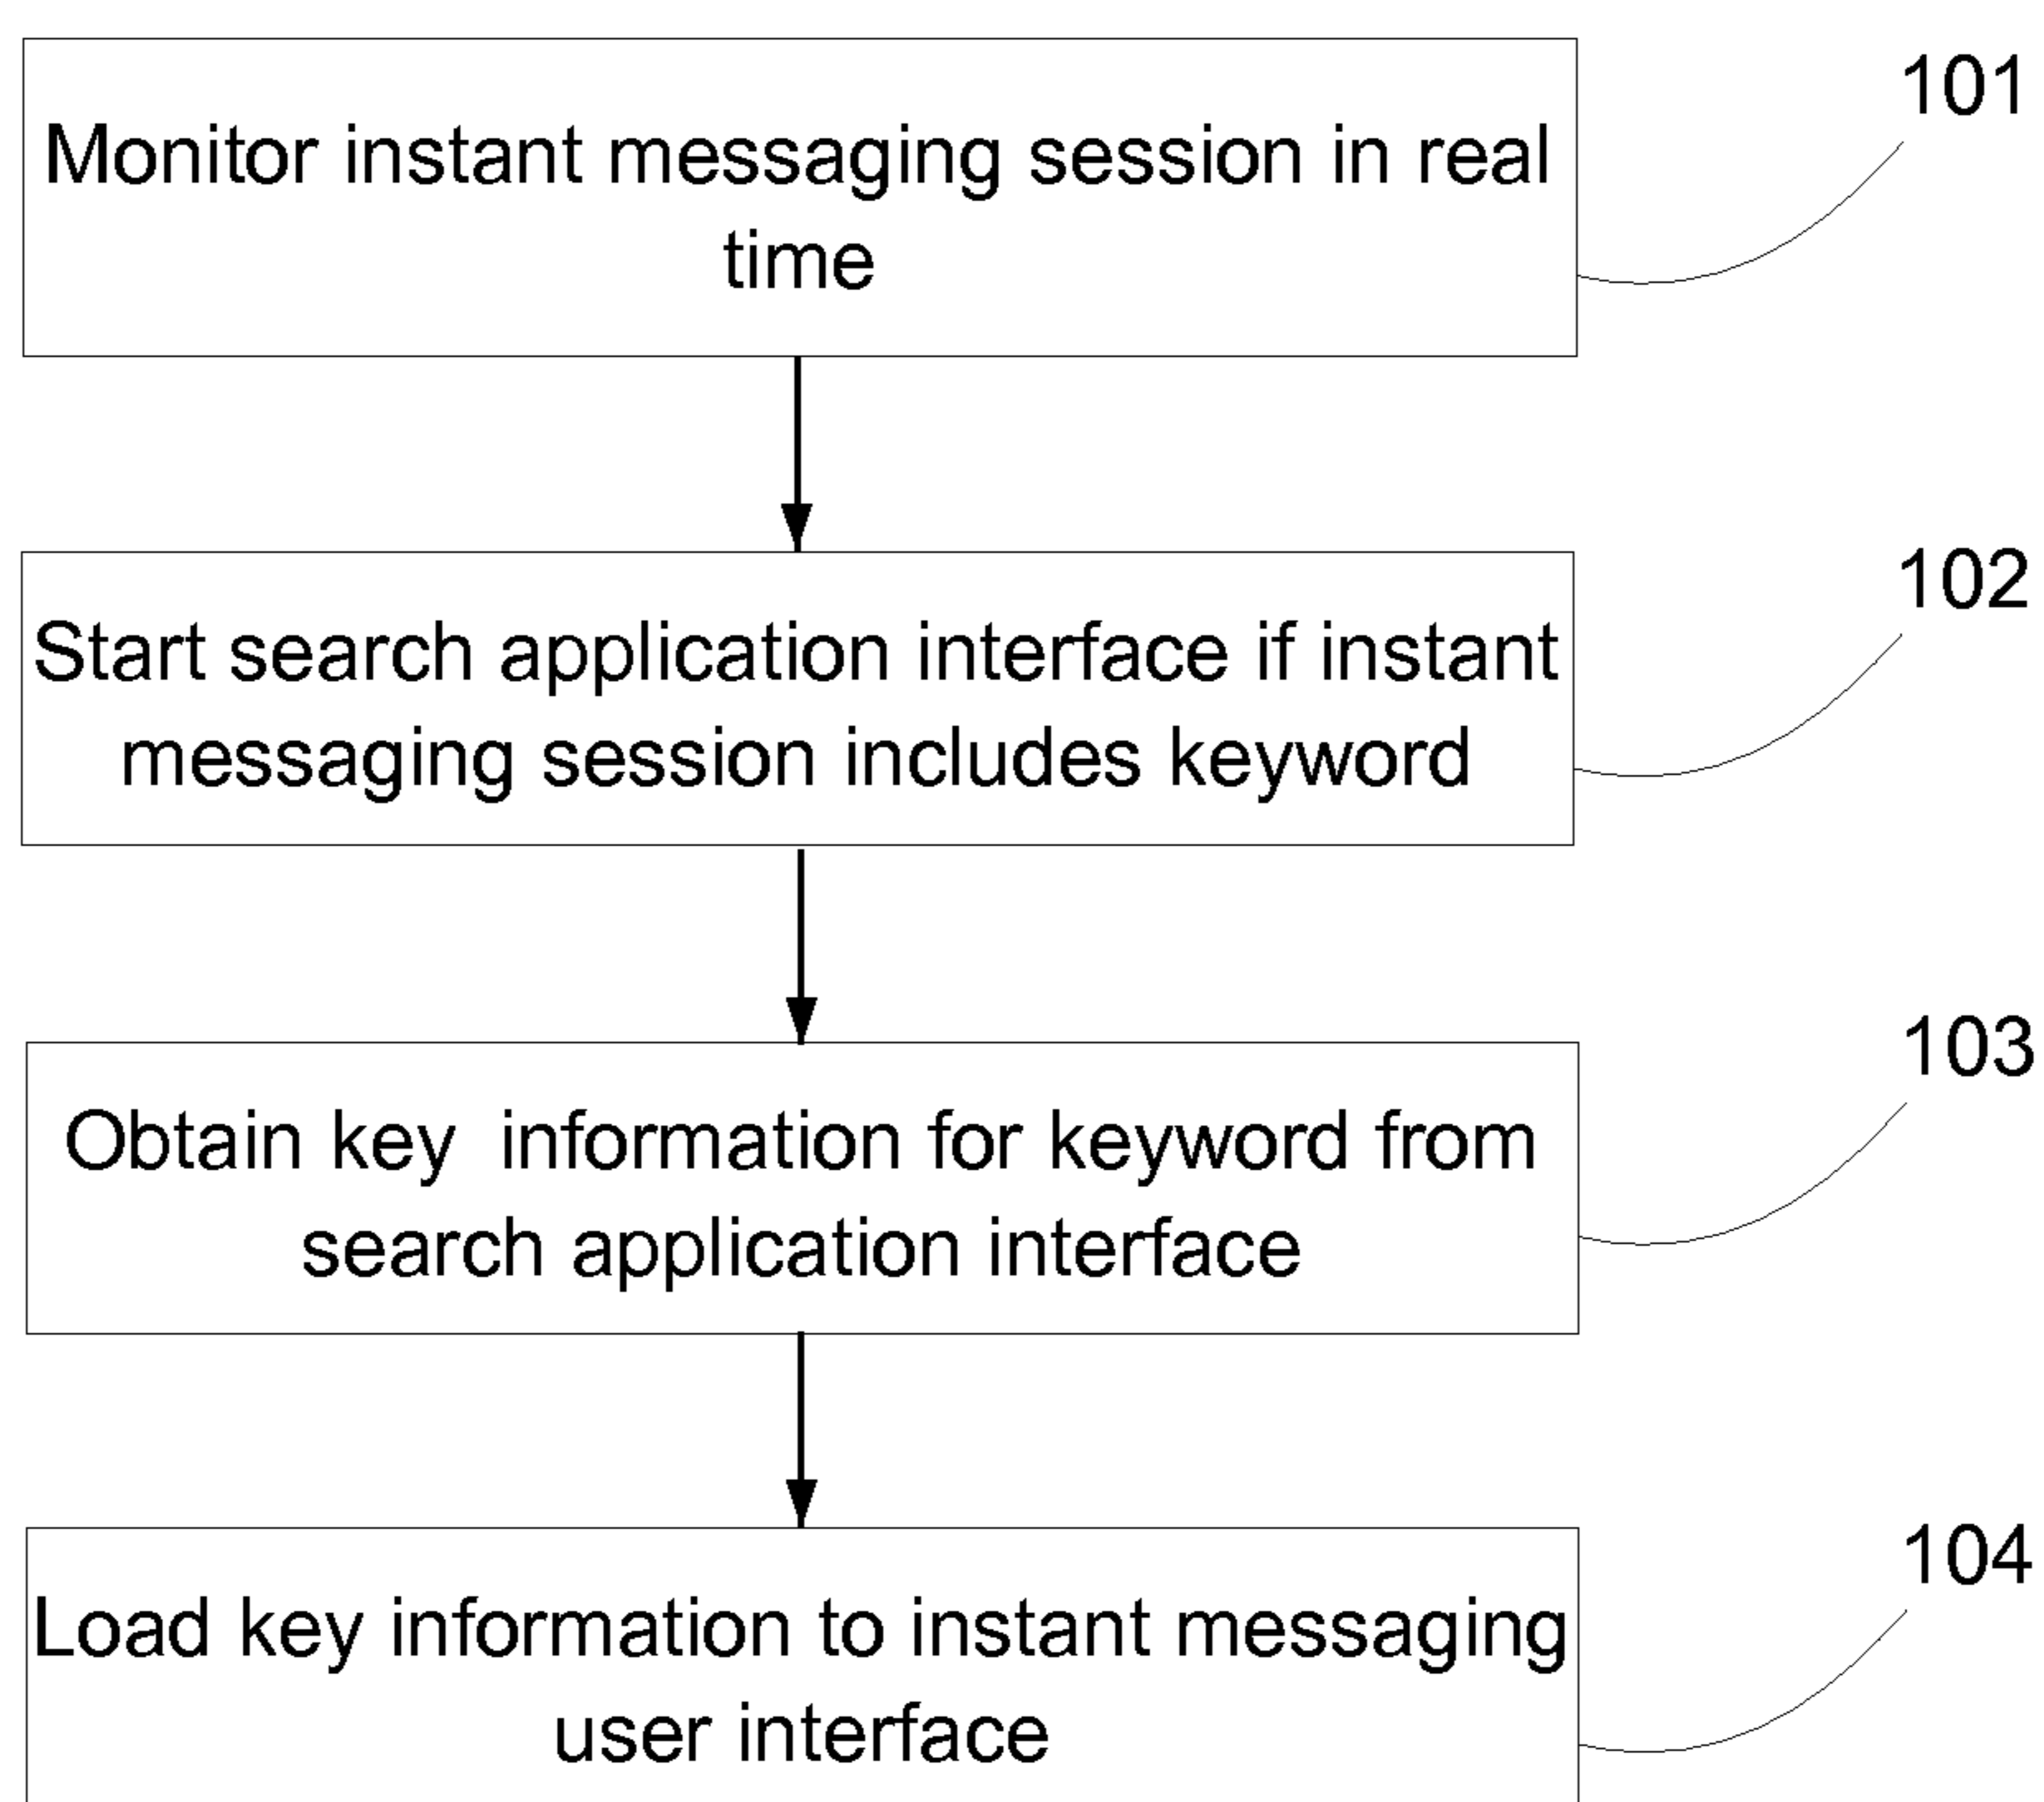 101
Monitor instant messaging session in real
time
102
Start search application interface if instant
messaging session includes keyword
103
Obtain key information for keyword from
search application interface
104
Load key information to instant messaging
user interface